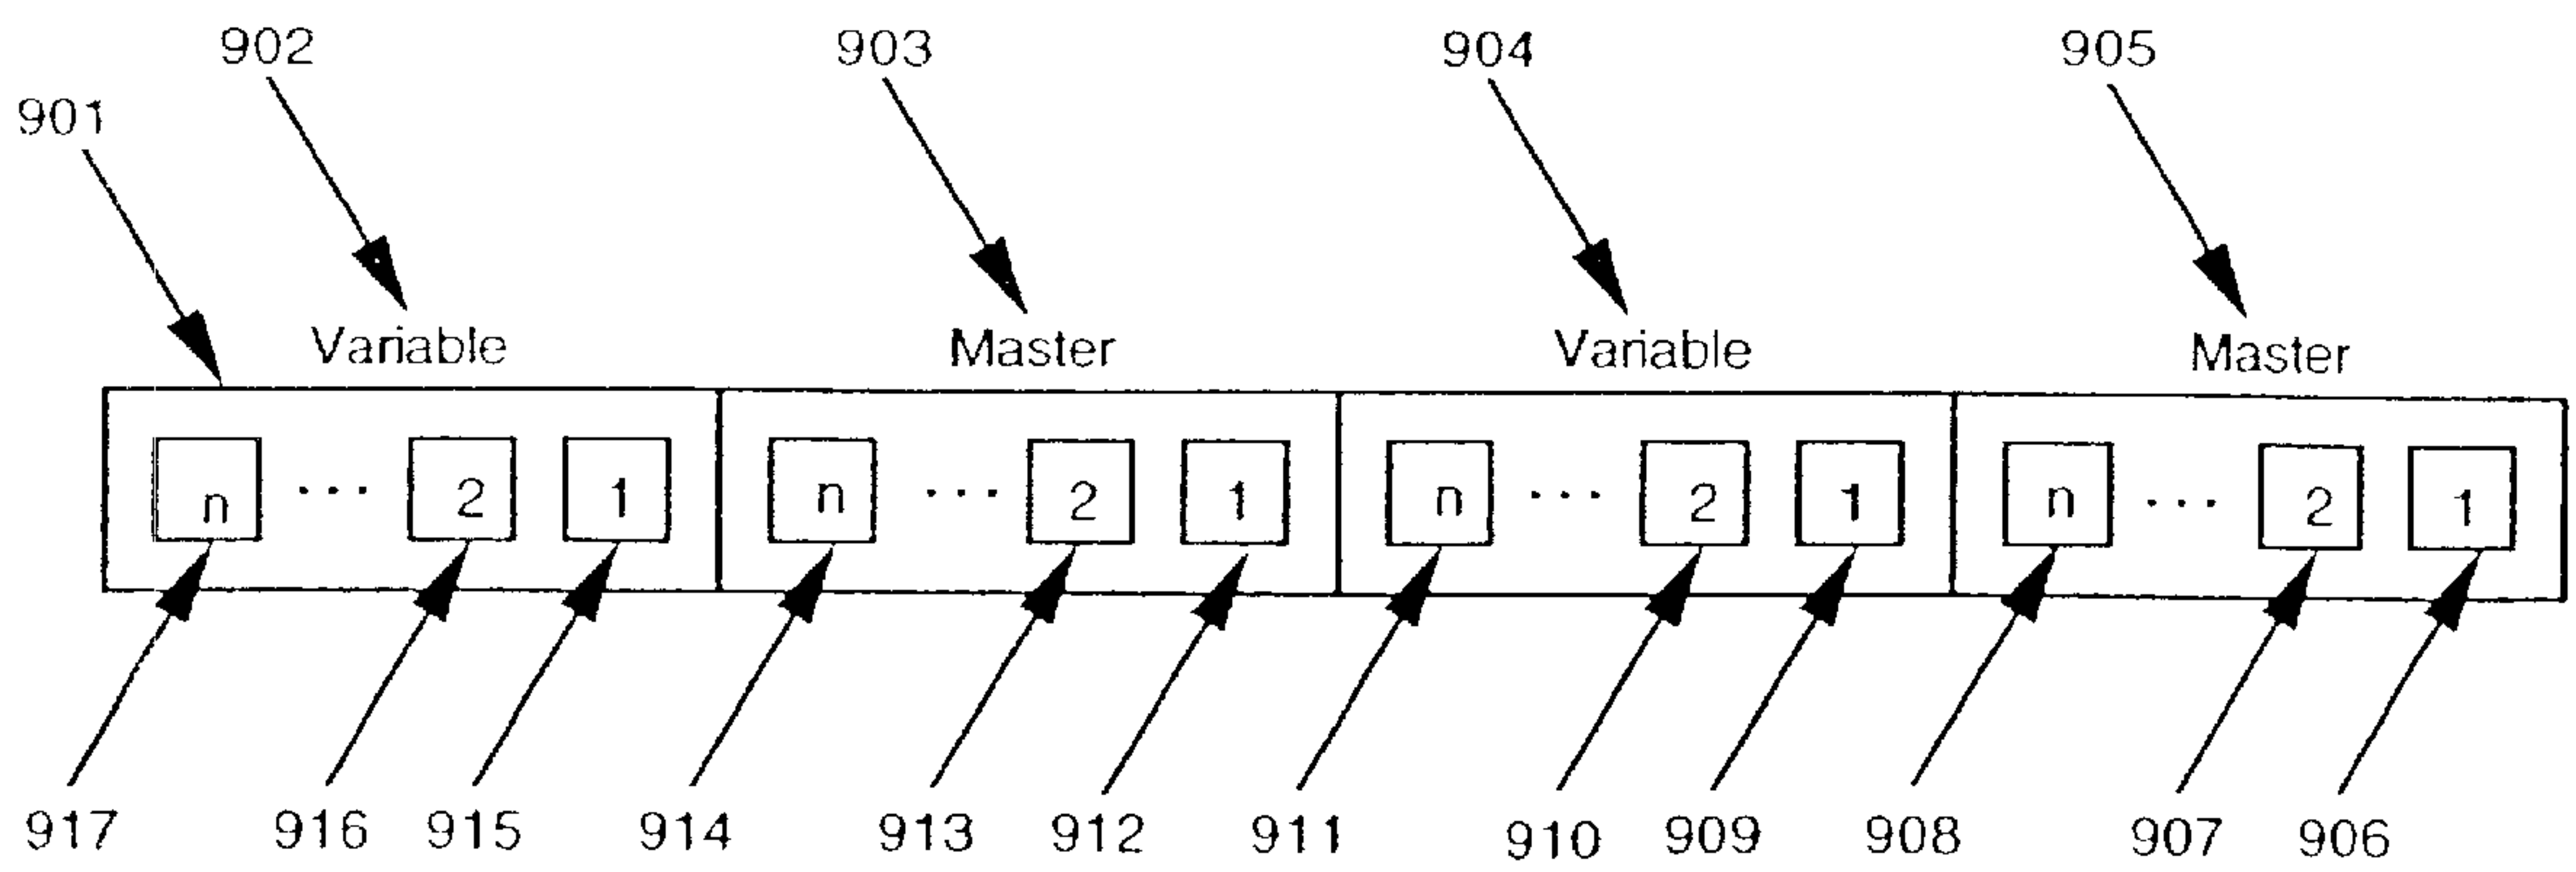 902 903 904 905
901
Variable Master Variable Master
n ... 2 1 n ... 2 1 n ... 2 1 n ... 2 1
917 916 915 914 913 912 911 910 909 908 907 906